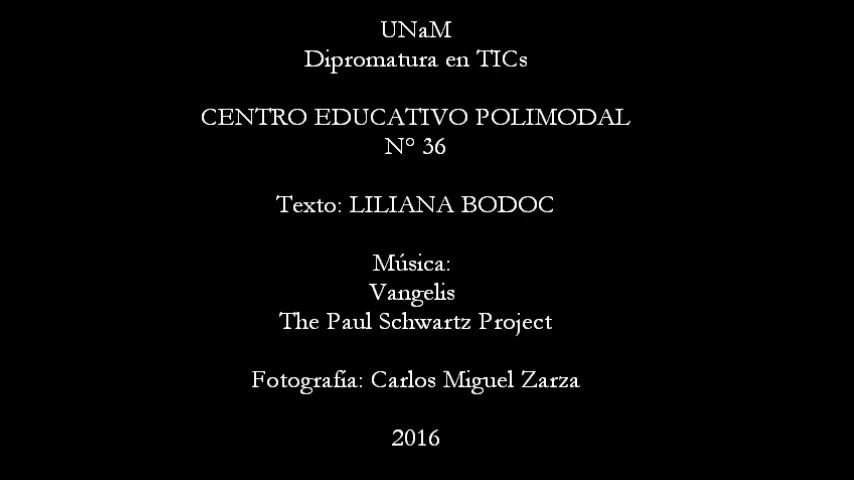 UNaM
Dipromatura en TICs
CENTRO EDUCATIVO POLIMODAL
N° 36
Texto: LILIANA BODOC
Música:
Vangelis
The Paul Schwartz Project
Fotografía: Carlos Miguel Zarza
2016